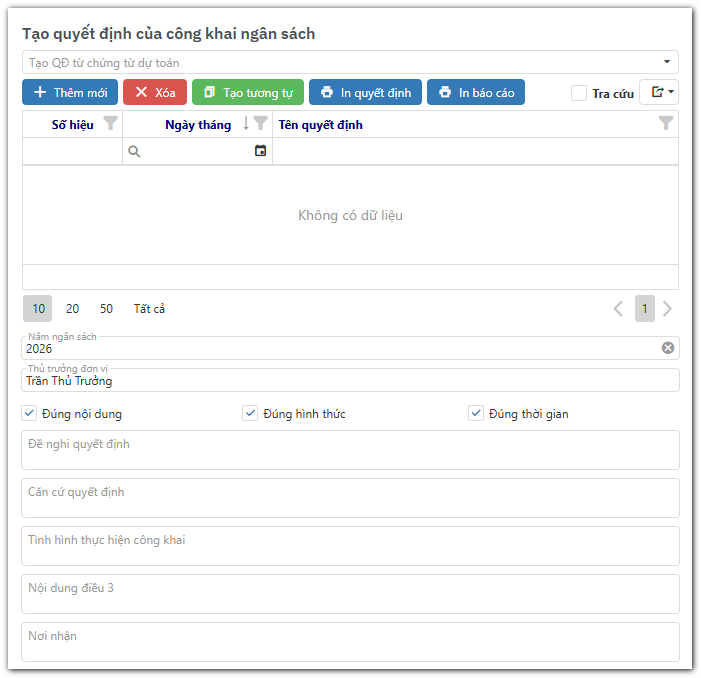 Tạo quyết định của công khai ngân sách
Tạo QĐ từ chứng từ dự toán
Thêm mới Xóa Tạo tương tự In quyết định In báo cáo Tra cứu
Số hiệu Ngày tháng Tên quyết định
Không có dữ liệu
10 20 50 Tất cả 1
Năm ngân sách
2026
Thủ trưởng đơn vị
Trần Thủ Trưởng
Đúng nội dung Đúng hình thức Đúng thời gian
Đề nghi quyết định
Căn cứ quyết định
Tình hình thực hiện công khai
Nội dung điều 3
Nơi nhận